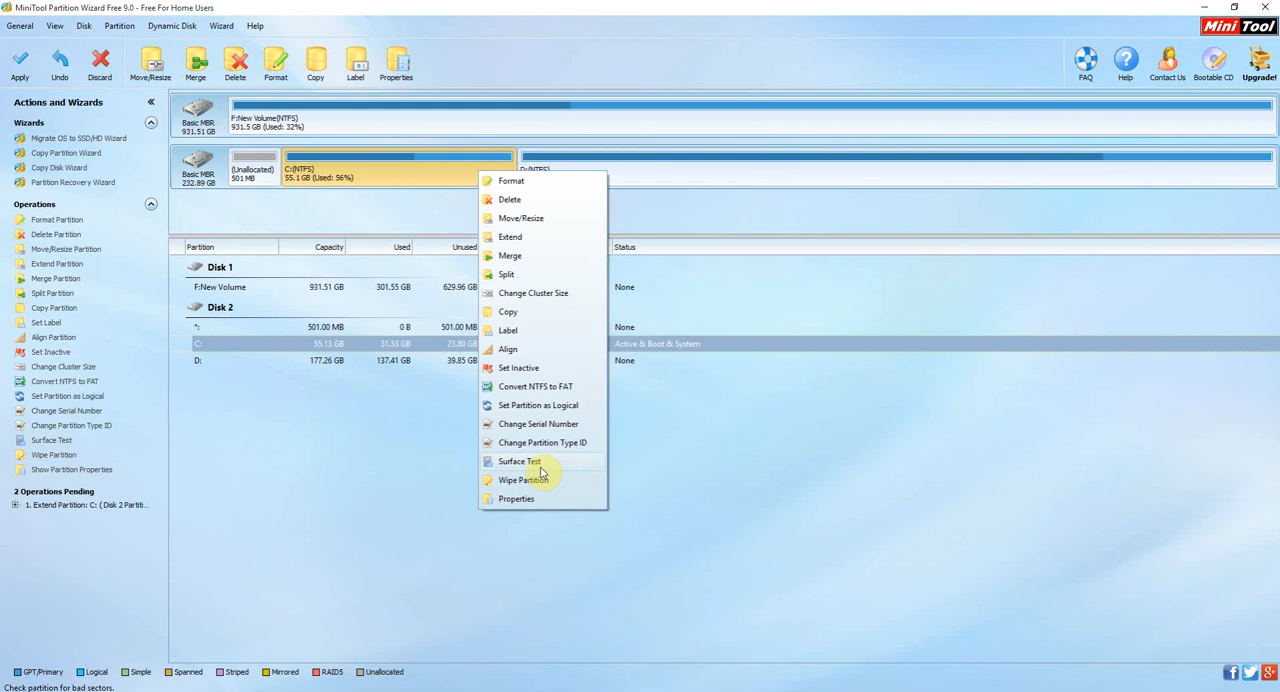 MiniTool Partition Wizard Free 9.0 - Free For Home Users
General View Disk Partition Dynamic Disk Wizard Help
Mini Tool
Apply Undo Discard Move/Resize Merge Delete Format Copy Label Properties FAQ Help Contact Us Bootable CD Upgrade!
Actions and Wizards
Wizards
Migrate OS to SSD/HD Wizard
Copy Partition Wizard
Copy Disk Wizard
Partition Recovery Wizard
Operations
Format Partition
Delete Partition
Move/Resize Partition
Extend Partition
Merge Partition
Split Partition
Copy Partition
Set Label
Align Partition
Set Inactive
Change Cluster Size
Convert NTFS to FAT
Set Partition as Logical
Change Serial Number
Change Partition Type ID
Surface Test
Wipe Partition
Show Partition Properties
2 Operations Pending
1. Extend Partition: C: ( Disk 2 Partiti...
Basic MBR
931.51 GB
F:New Volume(NTFS)
931.5 GB (Used: 32%)
Basic MBR
232.89 GB
(Unallocated)
501 MB
C:(NTFS)
55.1 GB (Used: 56%)
D:(NTFS)
Partition Capacity Used Unused Status
Disk 1
F:New Volume 931.51 GB 301.55 GB 629.96 GB None
Disk 2
*: 501.00 MB 0 B 501.00 MB None
C: 55.13 GB 31.33 GB 23.80 GB Active & Boot & System
D: 177.26 GB 137.41 GB 39.85 GB None
Format
Delete
Move/Resize
Extend
Merge
Split
Change Cluster Size
Copy
Label
Align
Set Inactive
Convert NTFS to FAT
Set Partition as Logical
Change Serial Number
Change Partition Type ID
Surface Test
Wipe Partition
Properties
GPT/Primary Logical Simple Spanned Striped Mirrored RAID5 Unallocated
Check partition for bad sectors.